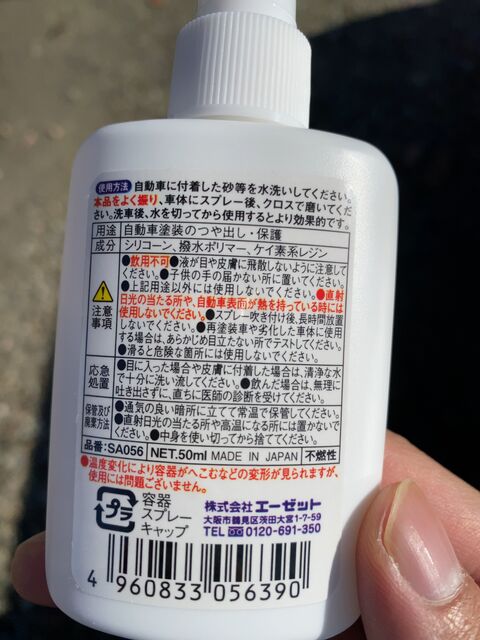 使用方法 自動車に付着した砂等を水洗いしてください。
本品をよく振り、車体にスプレー後、クロスで磨いてくだ
さい。洗車後、水を切ってから使用するとより効果的です。
用途 自動車塗装のつや出し・保護
成分 シリコーン、撥水ポリマー、ケイ素系レジン
注意事項
●飲用不可●液が目や皮膚に飛散しないように注意して
ください。●子供の手の届かない所に置いてください。
●上記用途以外には使用しないでください。●直射
日光の当たる所や、自動車表面が熱を持っている時には
使用しないでください。●スプレー吹き付け後、長時間放置
しないでください。●再塗装車や劣化した車体に使用
する場合は、あらかじめ目立たない所でテストしてください。
●滑ると危険な箇所には使用しないでください。
応急処置
●目に入った場合や皮膚に付着した場合は、清浄な水
で十分に洗い流してください。●飲んだ場合は、無理に
吐き出さずに、直ちに医師の診断を受けてください。
保管及び廃棄方法
●通気の良い暗所に立てて常温で保管してください。
●直射日光の当たる所や高温になる所には置かないで
ください。●中身を使い切ってから捨ててください。
品番:SA056 NET.50ml MADE IN JAPAN 不燃性
●温度変化により容器がへこむなどの変形が見られますが、
使用には問題ございません。
プラ
容器
スプレー
キャップ
株式会社 エーゼット
大阪市鶴見区茨田大宮1-7-59
TEL 0120-691-350
4 960833 056390